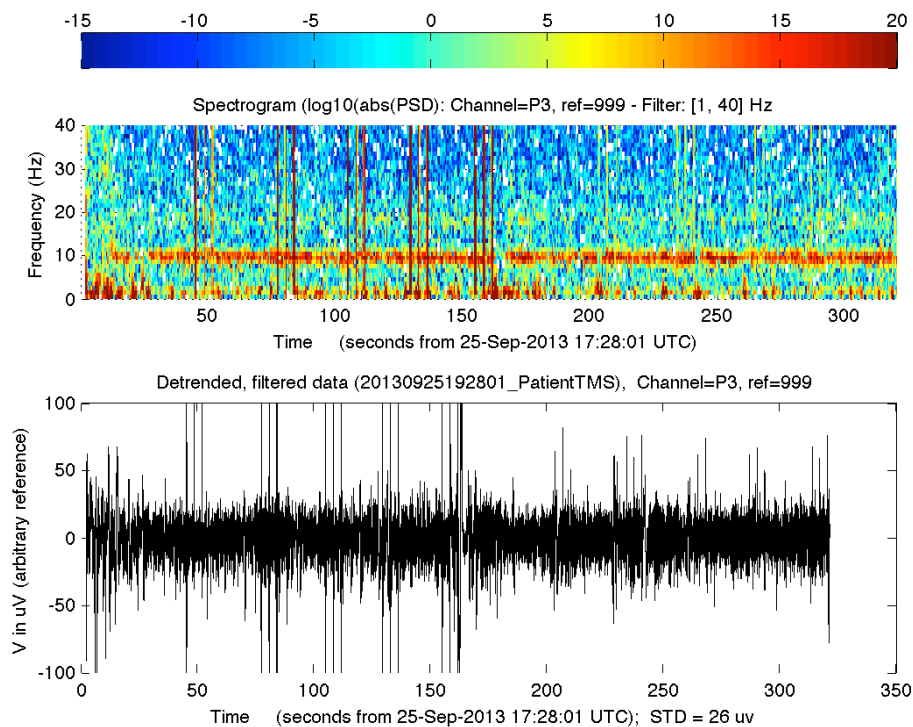 -15 -10 -5 0 5 10 15 20
Spectrogram (log10(abs(PSD): Channel=P3, ref=999 - Filter: [1, 40] Hz
Frequency (Hz)
40
30
20
10
0
50 100 150 200 250 300
Time (seconds from 25-Sep-2013 17:28:01 UTC)
Detrended, filtered data (20130925192801_PatientTMS), Channel=P3, ref=999
V in uV (arbitrary reference)
100
50
0
-50
-100
0 50 100 150 200 250 300 350
Time (seconds from 25-Sep-2013 17:28:01 UTC); STD = 26 uv